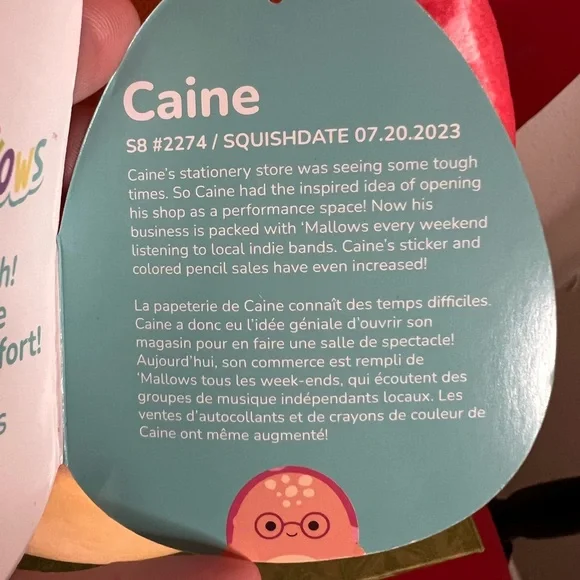 Caine
S8 #2274 / SQUISHDATE 07.20.2023
Caine's stationery store was seeing some tough
times. So Caine had the inspired idea of opening
his shop as a performance space! Now his
business is packed with 'Mallows every weekend
listening to local indie bands. Caine's sticker and
colored pencil sales have even increased!
La papeterie de Caine connaît des temps difficiles.
Caine a donc eu l'idée géniale d'ouvrir son
magasin pour en faire une salle de spectacle!
Aujourd'hui, son commerce est rempli de
'Mallows tous les week-ends, qui écoutent des
groupes de musique indépendants locaux. Les
ventes d'autocollants et de crayons de couleur de
Caine ont même augmenté!